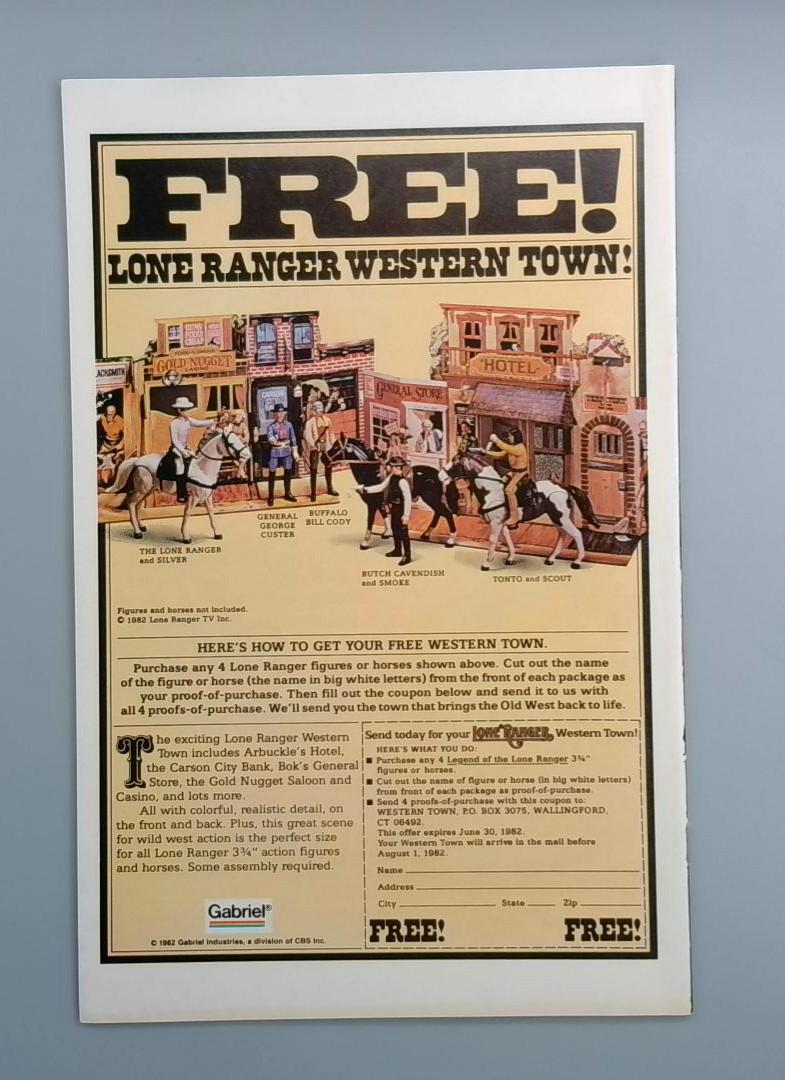 FREE!
LONE RANGER WESTERN TOWN!
GUNS
FOOD
CHEAP
ACKSMITH
GOLD NUGGET
CASINO
GENERAL STORE
HOTEL
GENERAL
GEORGE
CUSTER
BUFFALO
BILL CODY
THE LONE RANGER
and SILVER
BUTCH CAVENDISH
and SMOKE
TONTO and SCOUT
Figures and horses not included.
© 1982 Lone Ranger TV Inc.
HERE'S HOW TO GET YOUR FREE WESTERN TOWN.
Purchase any 4 Lone Ranger figures or horses shown above. Cut out the name
of the figure or horse (the name in big white letters) from the front of each package as
your proof-of-purchase. Then fill out the coupon below and send it to us with
all 4 proofs-of-purchase. We'll send you the town that brings the Old West back to life.
The exciting Lone Ranger Western
Town includes Arbuckle's Hotel,
the Carson City Bank, Bok's General
Store, the Gold Nugget Saloon and
Casino, and lots more.
All with colorful, realistic detail, on
the front and back. Plus, this great scene
for wild west action is the perfect size
for all Lone Ranger 3¾" action figures
and horses. Some assembly required.
Gabriel®
© 1982 Gabriel Industries, a division of CBS Inc.
Send today for your LONE RANGER Western Town!
HERE'S WHAT YOU DO:
■ Purchase any 4 Legend of the Lone Ranger 3¾"
figures or horses.
■ Cut out the name of figure or horse (in big white letters)
from front of each package as proof-of-purchase.
■ Send 4 proofs-of-purchase with this coupon to:
WESTERN TOWN, P.O. BOX 3075, WALLINGFORD,
CT 06492.
This offer expires June 30, 1982.
Your Western Town will arrive in the mail before
August 1, 1982.
Name
Address
City State Zip
FREE! FREE!